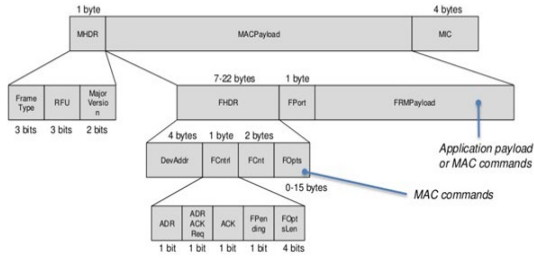 1 byte
4 bytes
MHDR
MACPayload
MIC
7-22 bytes
1 byte
Frame
Type
RFU
Major
Versio
n
FHDR
FPort
FRMPayload
3 bits
3 bits
2 bits
4 bytes
1 byte
2 bytes
Application payload
or MAC commands
DevAddr
FCntrl
FCnt
FOpts
0-15 bytes
MAC commands
ADR
ADR
ACK
Req
ACK
FPen
ding
FOpt
sLen
1 bit
1 bit
1 bit
1 bit
4 bits